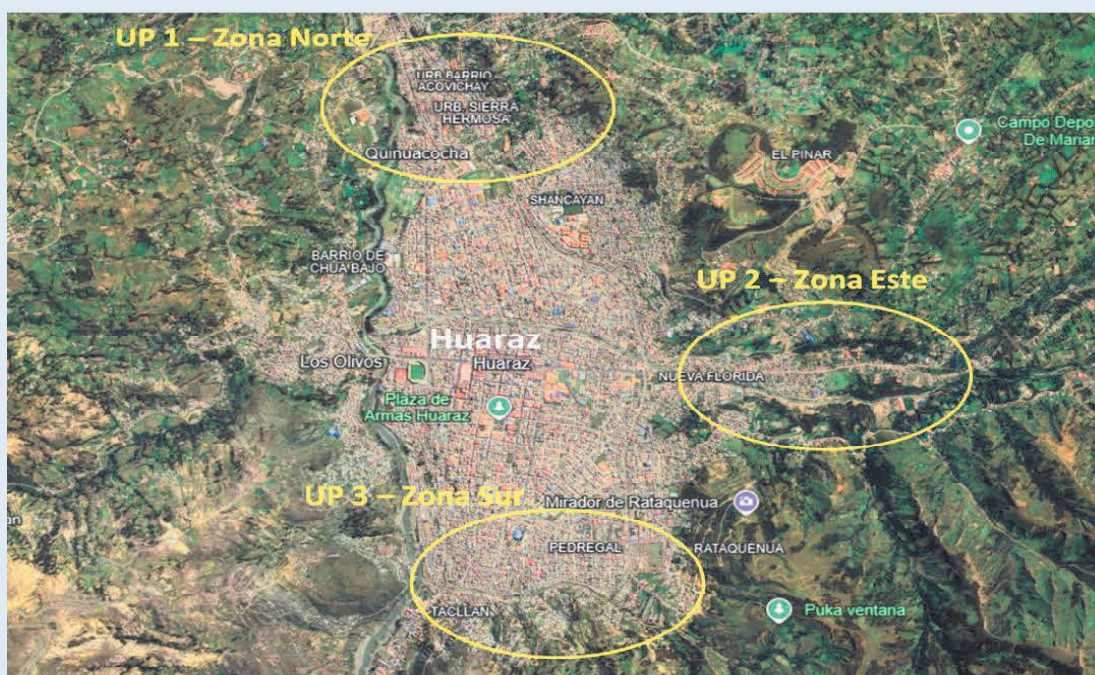 UP 1 – Zona Norte
URB BARRIO
ACOVICHAY
URB. SIERRA
HERMOSA
Quinuacocha
Campo Depo
De Marian
EL PINAR
SHANCAYAN
BARRIO DE
CHUA BAJO
UP 2 – Zona Este
Huaraz
Los Olivos
Huaraz
NUEVA FLORIDA
Plaza de
Armas Huaraz
UP 3 – Zona Sur
Mirador de Rataquenua
on
PEDREGAL
RATAQUENUA
TACLLAN
Puka ventana